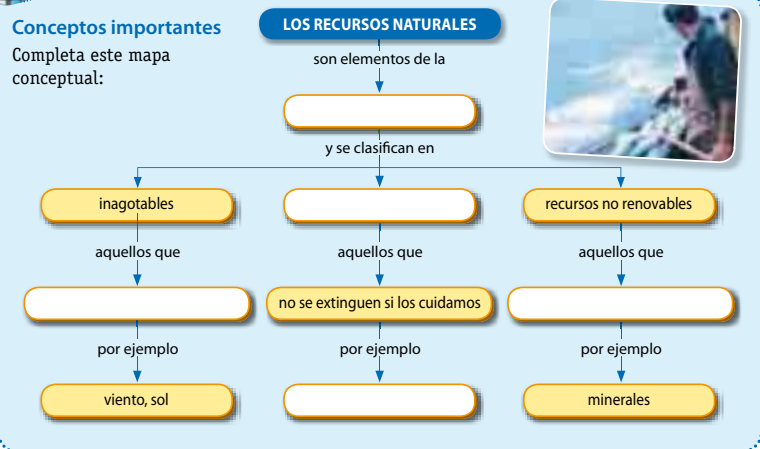 Conceptos importantes
Completa este mapa
conceptual:
LOS RECURSOS NATURALES
son elementos de la
y se clasifican en
inagotables
recursos no renovables
aquellos que
aquellos que
aquellos que
no se extinguen si los cuidamos
por ejemplo
por ejemplo
por ejemplo
viento, sol
minerales